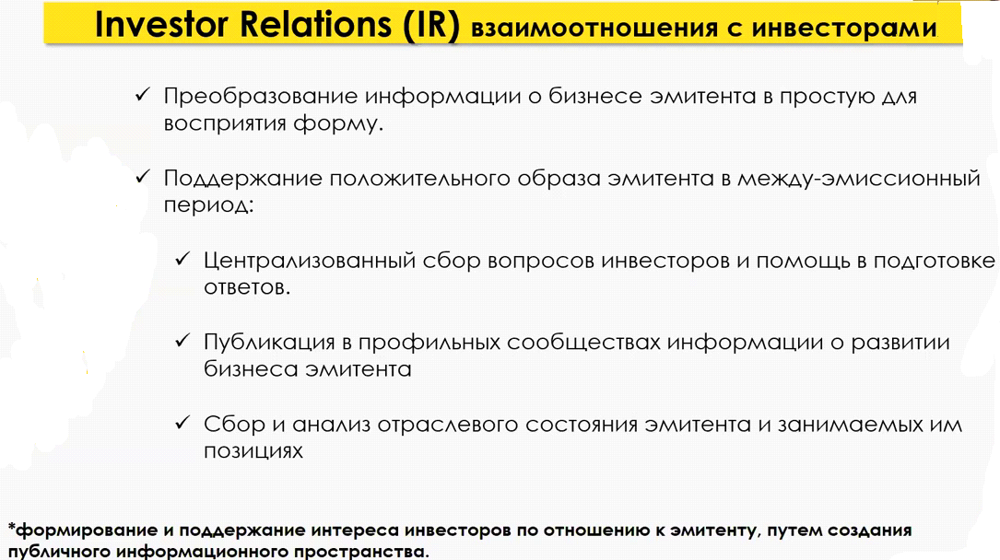 Investor Relations (IR) взаимоотношения с инвесторами
✓ Преобразование информации о бизнесе эмитента в простую для
восприятия форму.
✓ Поддержание положительного образа эмитента в между-эмиссионный
период:
✓ Централизованный сбор вопросов инвесторов и помощь в подготовке
ответов.
✓ Публикация в профильных сообществах информации о развитии
бизнеса эмитента
✓ Сбор и анализ отраслевого состояния эмитента и занимаемых им
позициях
*формирование и поддержание интереса инвесторов по отношению к эмитенту, путем создания
публичного информационного пространства.